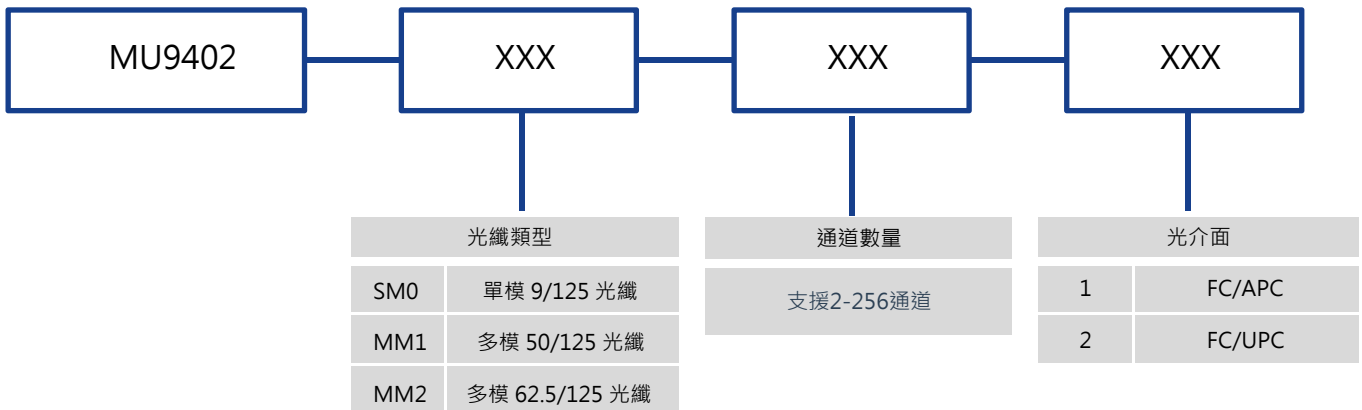 MU9402
XXX
XXX
XXX
光纖類型
SM0 單模 9/125 光纖
MM1 多模 50/125 光纖
MM2 多模 62.5/125 光纖
通道數量
支援2-256通道
光介面
1 FC/APC
2 FC/UPC